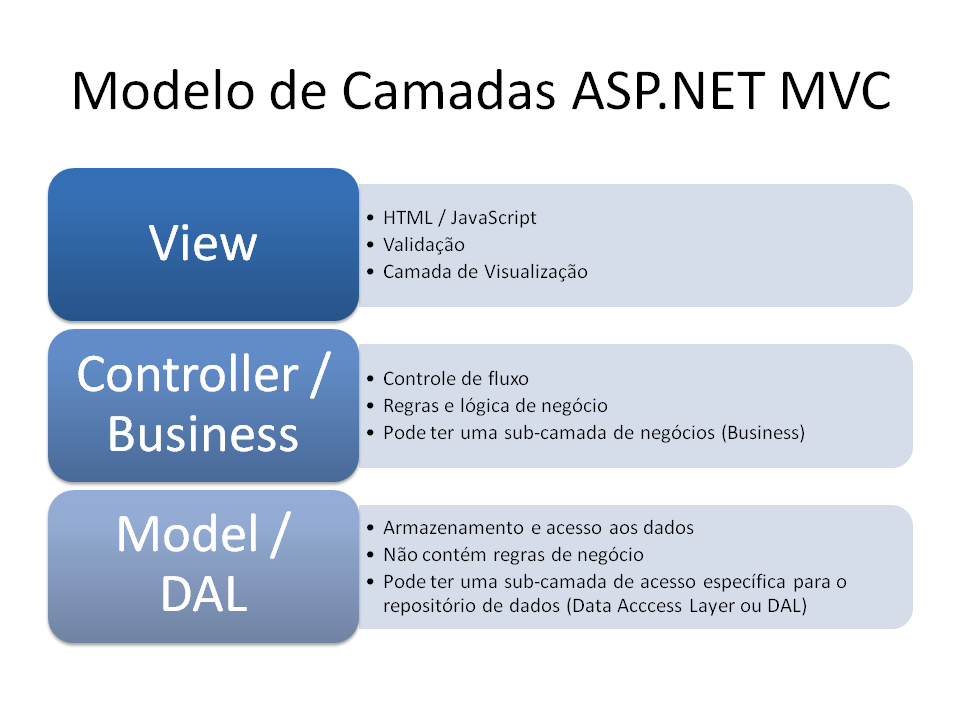 Modelo de Camadas ASP.NET MVC
View
• HTML / JavaScript
• Validação
• Camada de Visualização
Controller /
Business
• Controle de fluxo
• Regras e lógica de negócio
• Pode ter uma sub-camada de negócios (Business)
Model /
DAL
• Armazenamento e acesso aos dados
• Não contém regras de negócio
• Pode ter uma sub-camada de acesso específica para o
repositório de dados (Data Acccess Layer ou DAL)